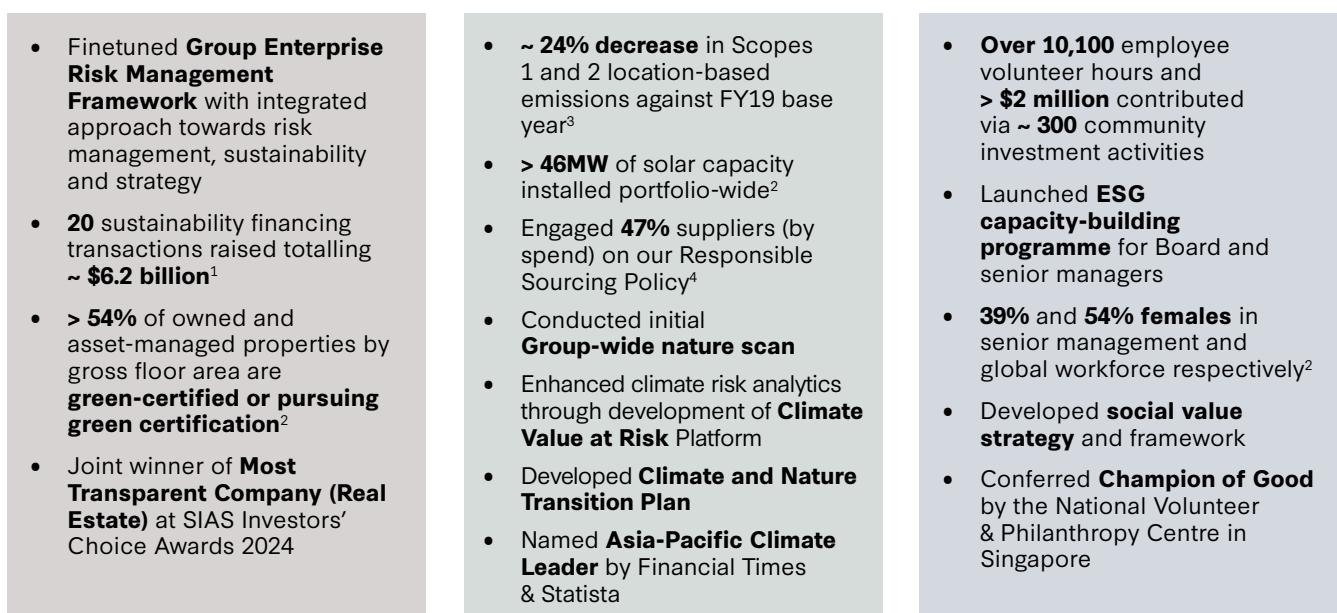 • Finetuned Group Enterprise
Risk Management
Framework with integrated
approach towards risk
management, sustainability
and strategy
• 20 sustainability financing
transactions raised totalling
~ $6.2 billion¹
• > 54% of owned and
asset-managed properties by
gross floor area are
green-certified or pursuing
green certification²
• Joint winner of Most
Transparent Company (Real
Estate) at SIAS Investors’
Choice Awards 2024
• ~ 24% decrease in Scopes
1 and 2 location-based
emissions against FY19 base
year³
• > 46MW of solar capacity
installed portfolio-wide²
• Engaged 47% suppliers (by
spend) on our Responsible
Sourcing Policy⁴
• Conducted initial
Group-wide nature scan
• Enhanced climate risk analytics
through development of Climate
Value at Risk Platform
• Developed Climate and Nature
Transition Plan
• Named Asia-Pacific Climate
Leader by Financial Times
& Statista
• Over 10,100 employee
volunteer hours and
> $2 million contributed
via ~ 300 community
investment activities
• Launched ESG
capacity-building
programme for Board and
senior managers
• 39% and 54% females in
senior management and
global workforce respectively²
• Developed social value
strategy and framework
• Conferred Champion of Good
by the National Volunteer
& Philanthropy Centre in
Singapore